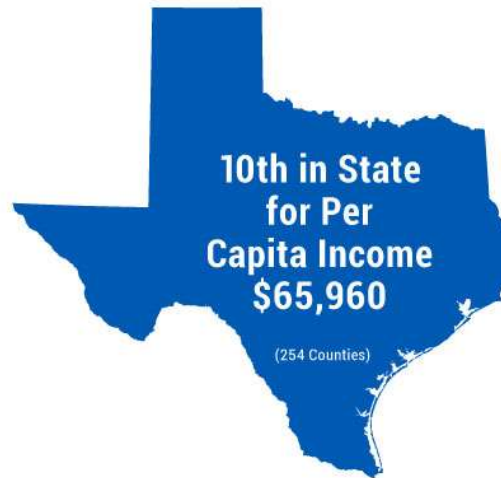 10th in State
for Per
Capita Income
$65,960
(254 Counties)